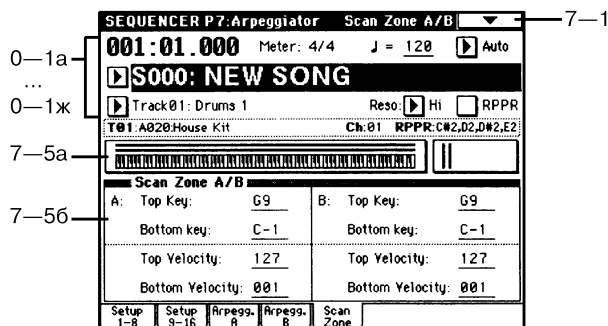 SEQUENCER P7:Arpeggiator Scan Zone A/B
7—1
001:01.000 Meter: 4/4 ♩ = 120 Auto
0—1а
...
0—1ж
S000: NEW SONG
Track01: Drums 1 Reso: Hi RPPR
T01:A020:House Kit Ch:01 RPPR:C#2,D2,D#2,E2
7—5а
Scan Zone A/B
7—5б
A: Top Key: G9 B: Top Key: G9
Bottom key: C-1 Bottom key: C-1
Top Velocity: 127 Top Velocity: 127
Bottom Velocity: 001 Bottom Velocity: 001
Setup 1-8 Setup 9-16 Arpegg. A Arpegg. B Scan Zone